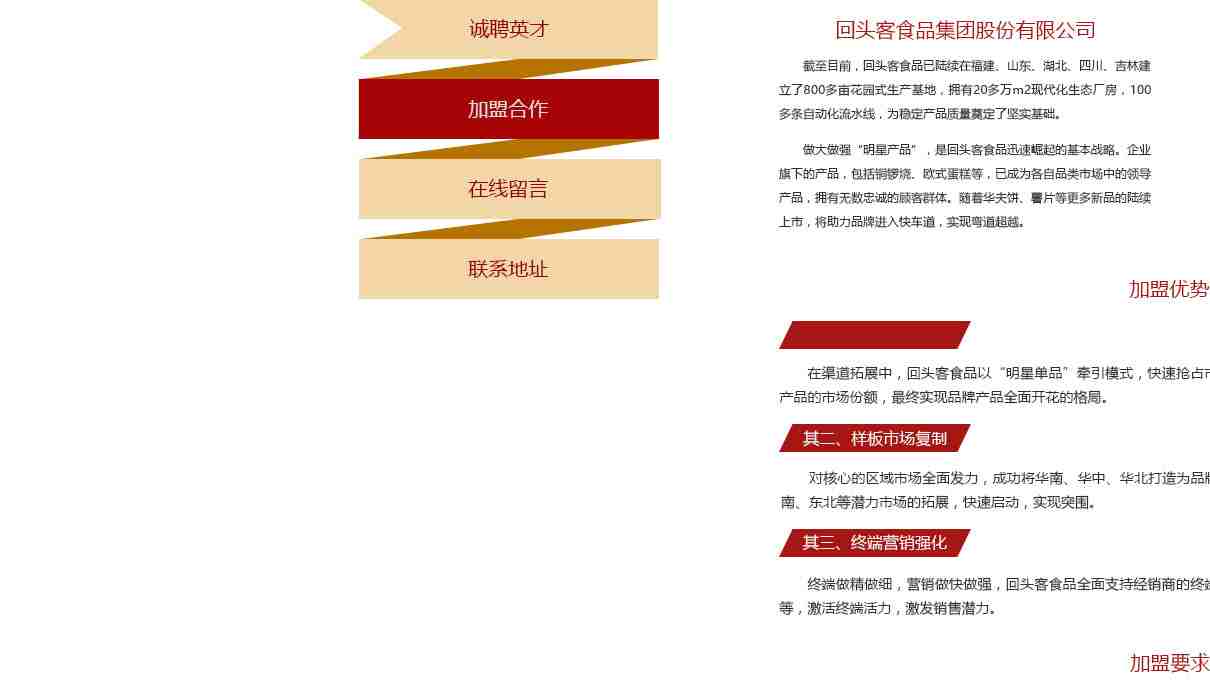 诚聘英才
加盟合作
在线留言
联系地址
回头客食品集团股份有限公司
截至目前，回头客食品已陆续在福建、山东、湖北、四川、吉林建
立了800多亩花园式生产基地，拥有20多万m2现代化生态厂房，100
多条自动化流水线，为稳定产品质量奠定了坚实基础。
做大做强“明星产品”，是回头客食品迅速崛起的基本战略。企业
旗下的产品，包括铜锣烧、欧式蛋糕等，已成为各自品类市场中的领导
产品，拥有无数忠诚的顾客群体。随着华夫饼、薯片等更多新品的陆续
上市，将助力品牌进入快车道，实现弯道超越。
加盟优势
在渠道拓展中，回头客食品以“明星单品”牵引模式，快速抢占市
产品的市场份额，最终实现品牌产品全面开花的格局。
其二、样板市场复制
对核心的区域市场全面发力，成功将华南、华中、华北打造为品牌
南、东北等潜力市场的拓展，快速启动，实现突围。
其三、终端营销强化
终端做精做细，营销做快做强，回头客食品全面支持经销商的终端
等，激活终端活力，激发销售潜力。
加盟要求